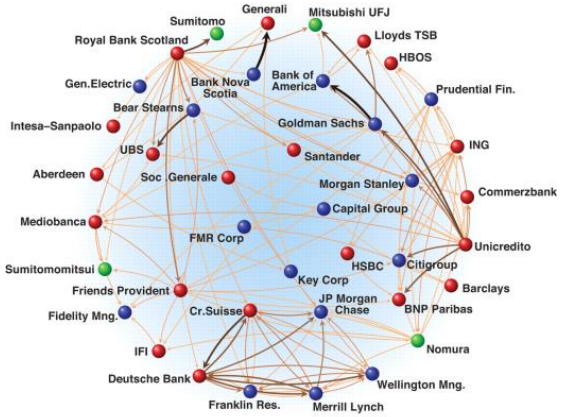 Generali
Sumitomo
Mitsubishi UFJ
Royal Bank Scotland
Lloyds TSB
HBOS
Gen.Electric
Bank Nova
Scotia
Bank of
America
Prudential Fin.
Bear Stearns
Goldman Sachs
Intesa-Sanpaolo
UBS
Santander
ING
Aberdeen
Soc .Generale
Morgan Stanley
Commerzbank
Capital Group
Mediobanca
FMR Corp
Unicredito
Sumitomomitsui
HSBC
Citigroup
Key Corp
Friends Provident
Barclays
Fidelity Mng.
Cr.Suisse
JP Morgan
Chase
BNP Paribas
IFI
Nomura
Deutsche Bank
Wellington Mng.
Franklin Res.
Merrill Lynch